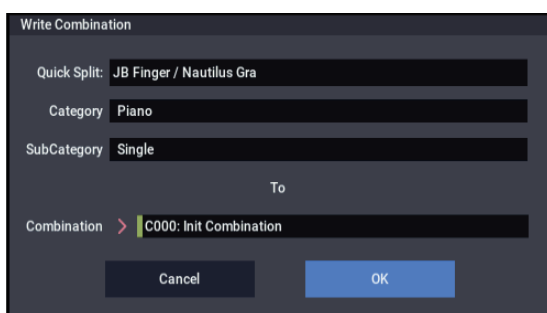 Write Combination
Quick Split: JB Finger / Nautilus Gra
Category Piano
SubCategory Single
To
Combination > C000: Init Combination
Cancel OK